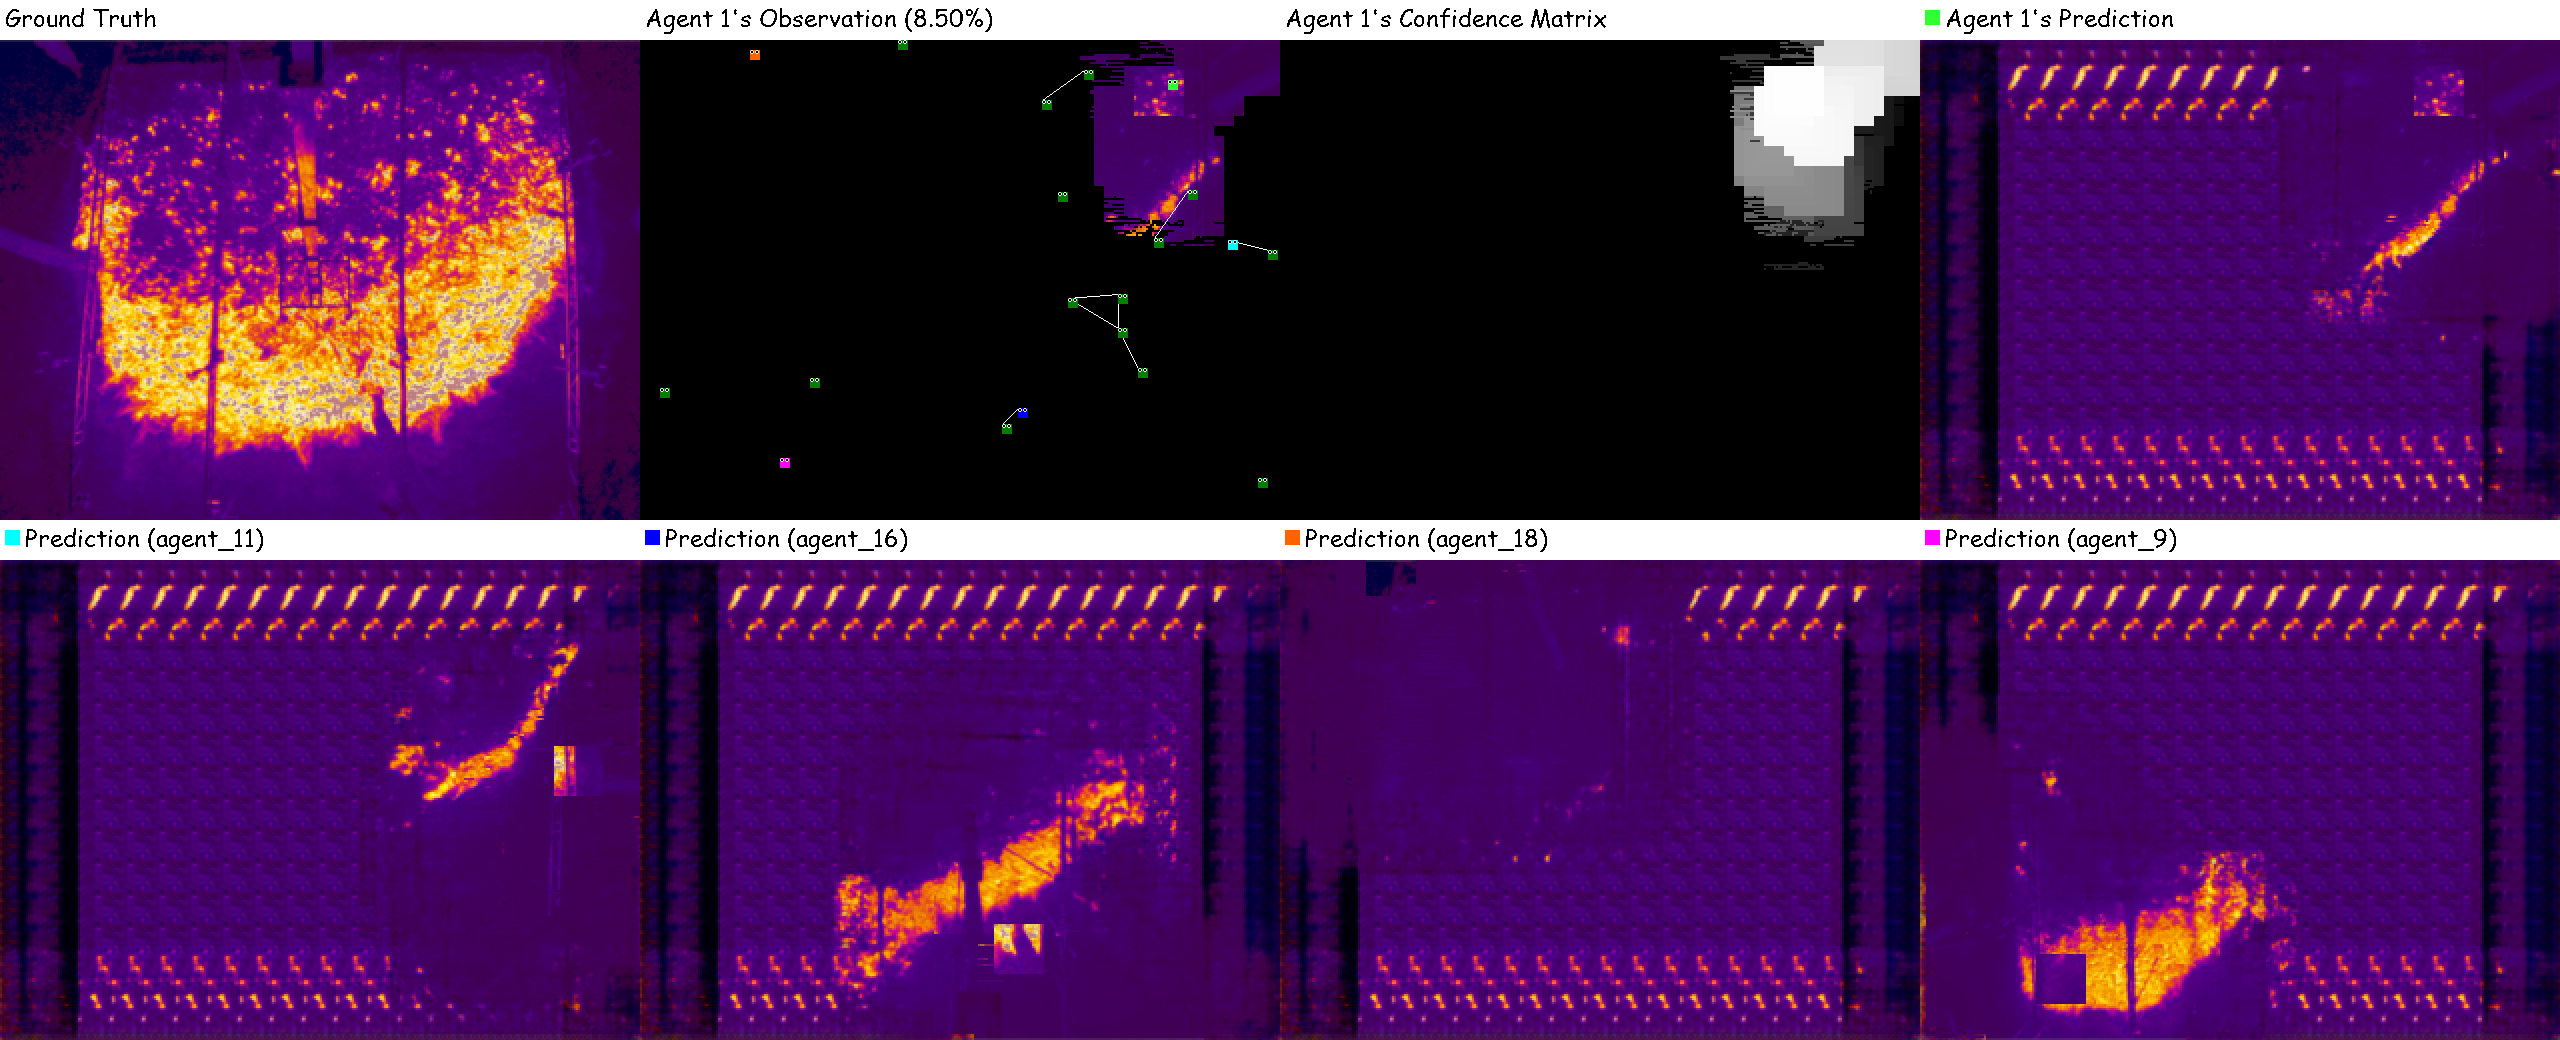 Ground Truth
Agent 1's Observation (8.50%)
Agent 1's Confidence Matrix
Agent 1's Prediction
Prediction (agent_11)
Prediction (agent_16)
Prediction (agent_18)
Prediction (agent_9)